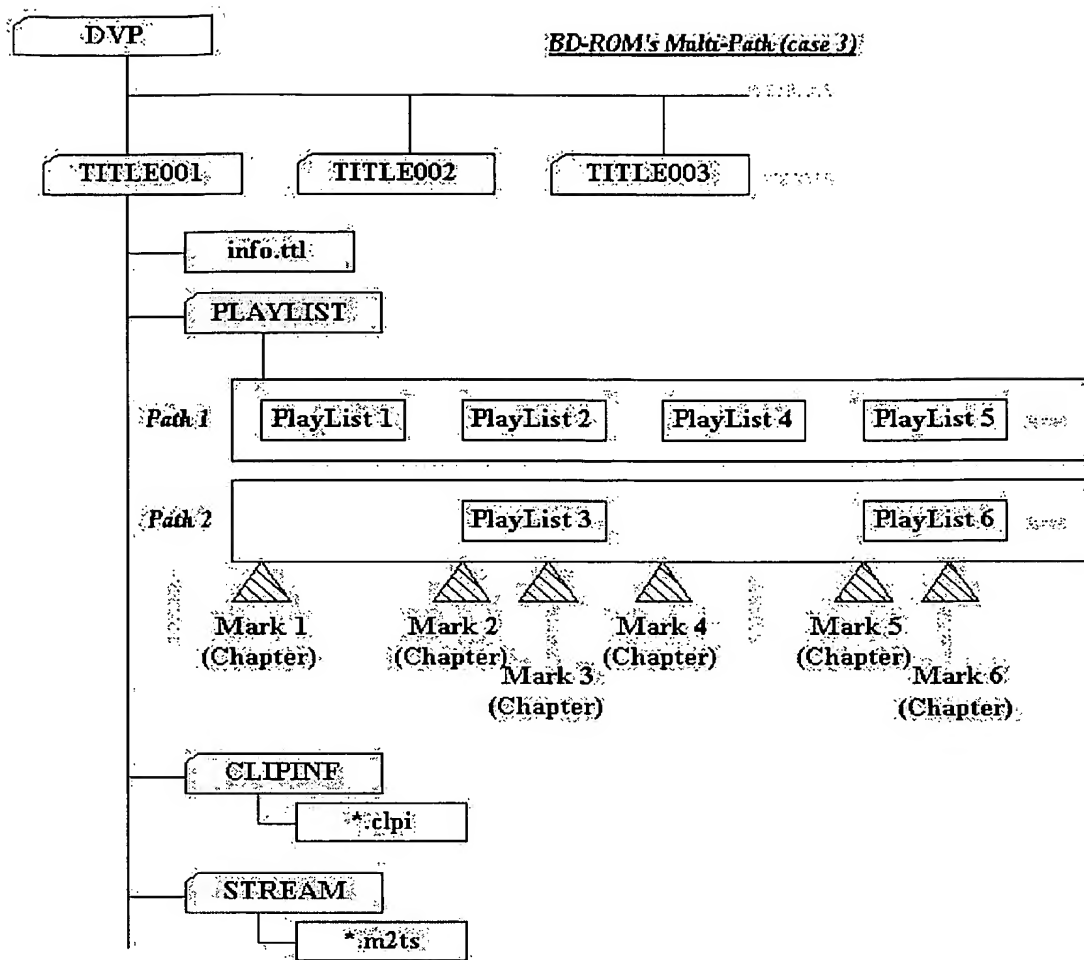 DVP
BD-ROM's Multi-Path (case 3)
TITLE001
TITLE002
TITLE003
info.ttl
PLAYLIST
Path 1
PlayList 1
PlayList 2
PlayList 4
PlayList 5
Path 2
PlayList 3
PlayList 6
Mark 1
(Chapter)
Mark 2
(Chapter)
Mark 3
(Chapter)
Mark 4
(Chapter)
Mark 5
(Chapter)
Mark 6
(Chapter)
CLIPINF
*.clpi
STREAM
*.m2ts